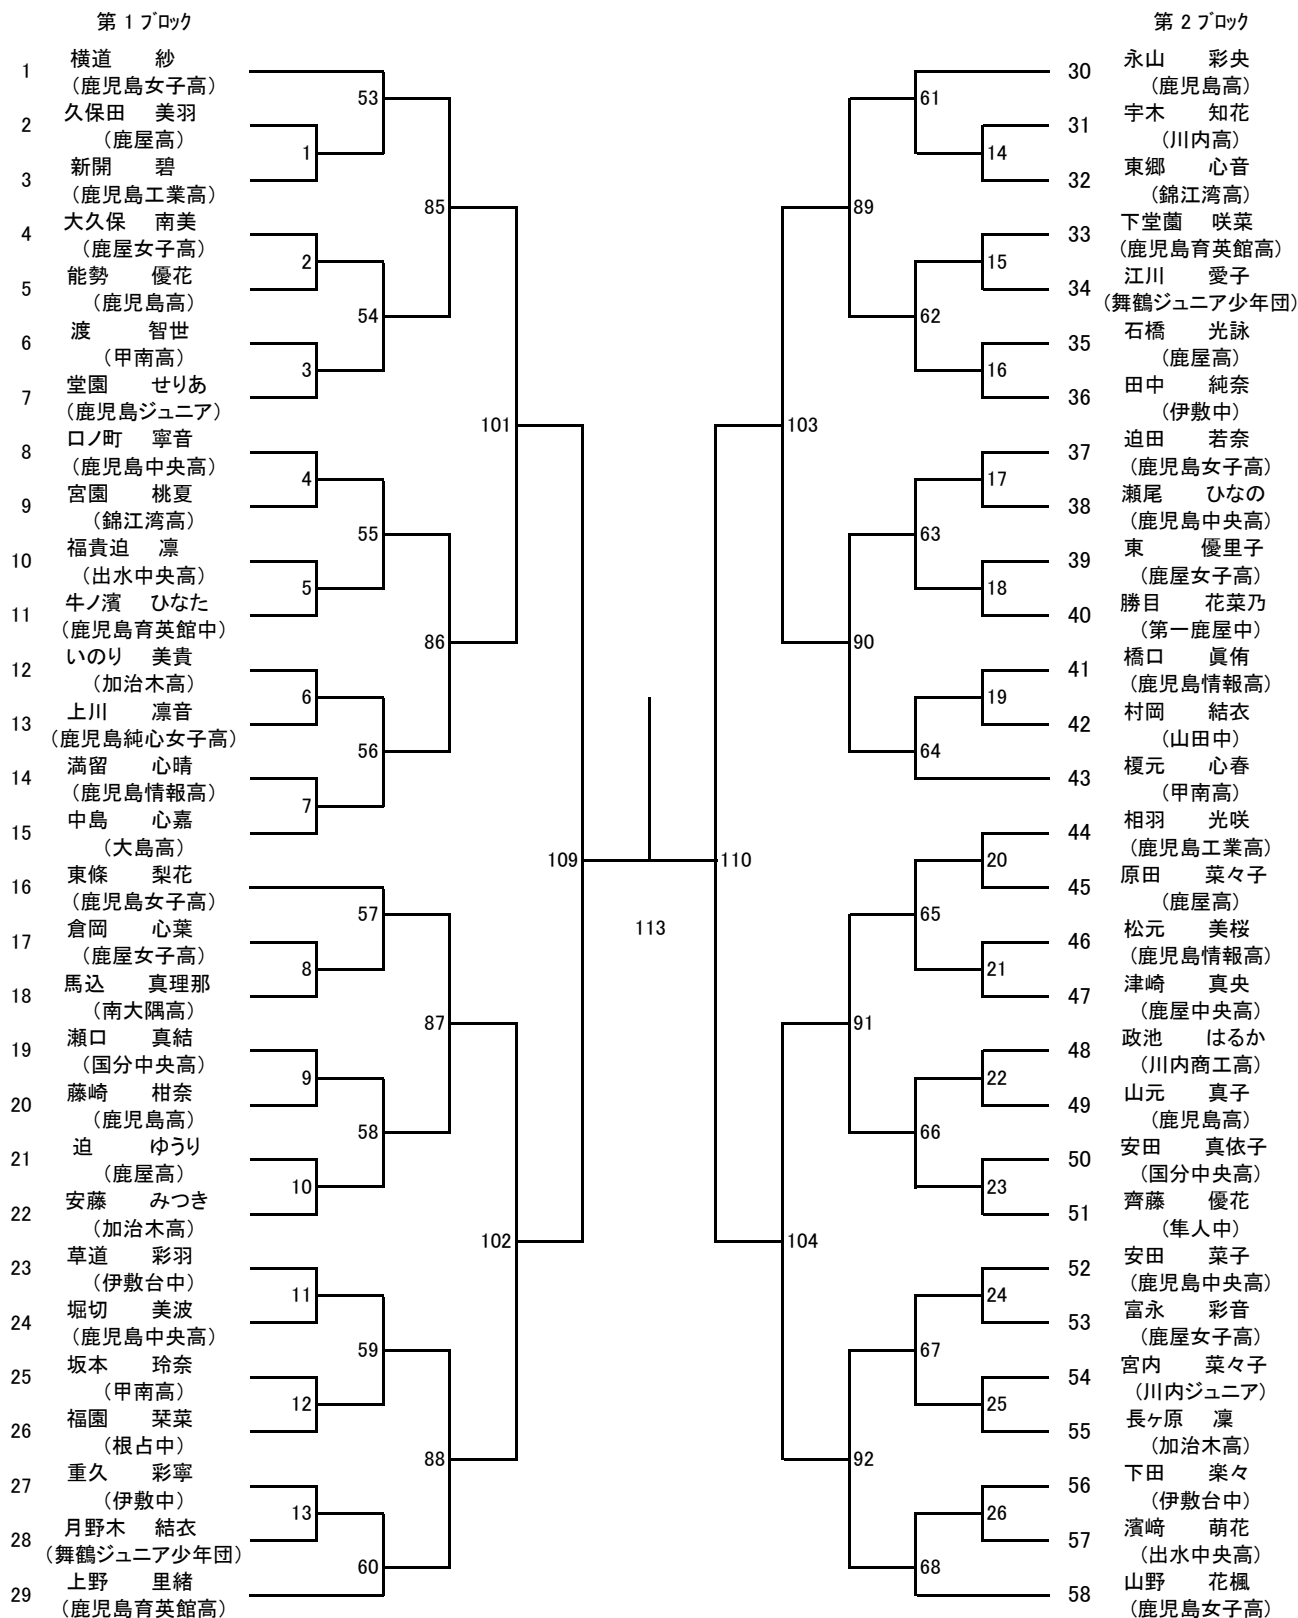 第 1 ブロック
1 横道 紗
(鹿児島女子高)
2 久保田 美羽
(鹿屋高)
3 新開 碧
(鹿児島工業高)
4 大久保 南美
(鹿屋女子高)
5 能勢 優花
(鹿児島高)
6 渡 智世
(甲南高)
7 堂園 せりあ
(鹿児島ジュニア)
8 口ノ町 寧音
(鹿児島中央高)
9 宮園 桃夏
(錦江湾高)
10 福貴迫 凛
(出水中央高)
11 牛ノ濱 ひなた
(鹿児島育英館中)
12 いのり 美貴
(加治木高)
13 上川 凛音
(鹿児島純心女子高)
14 満留 心晴
(鹿児島情報高)
15 中島 心嘉
(大島高)
16 東條 梨花
(鹿児島女子高)
17 倉岡 心葉
(鹿屋女子高)
18 馬込 真理那
(南大隅高)
19 瀬口 真結
(国分中央高)
20 藤崎 柑奈
(鹿児島高)
21 迫 ゆうり
(鹿屋高)
22 安藤 みつき
(加治木高)
23 草道 彩羽
(伊敷台中)
24 堀切 美波
(鹿児島中央高)
25 坂本 玲奈
(甲南高)
26 福園 栞菜
(根占中)
27 重久 彩寧
(伊敷中)
28 月野木 結衣
(舞鶴ジュニア少年団)
29 上野 里緒
(鹿児島育英館高)
1
2
3
4
5
6
7
8
9
10
11
12
13
53
54
55
56
57
58
59
60
85
86
87
88
101
102
109
113
110
103
104
89
90
91
92
61
62
63
64
65
66
67
68
14
15
16
17
18
19
20
21
22
23
24
25
26
第 2 ブロック
30 永山 彩央
(鹿児島高)
31 宇木 知花
(川内高)
32 東郷 心音
(錦江湾高)
33 下堂薗 咲菜
(鹿児島育英館高)
34 江川 愛子
(舞鶴ジュニア少年団)
35 石橋 光詠
(鹿屋高)
36 田中 純奈
(伊敷中)
37 迫田 若奈
(鹿児島女子高)
38 瀬尾 ひなの
(鹿児島中央高)
39 東 優里子
(鹿屋女子高)
40 勝目 花菜乃
(第一鹿屋中)
41 橋口 眞侑
(鹿児島情報高)
42 村岡 結衣
(山田中)
43 榎元 心春
(甲南高)
44 相羽 光咲
(鹿児島工業高)
45 原田 菜々子
(鹿屋高)
46 松元 美桜
(鹿児島情報高)
47 津崎 真央
(鹿屋中央高)
48 政池 はるか
(川内商工高)
49 山元 真子
(鹿児島高)
50 安田 真依子
(国分中央高)
51 齊藤 優花
(隼人中)
52 安田 菜子
(鹿児島中央高)
53 富永 彩音
(鹿屋女子高)
54 宮内 菜々子
(川内ジュニア)
55 長ヶ原 凜
(加治木高)
56 下田 楽々
(伊敷台中)
57 濱﨑 萌花
(出水中央高)
58 山野 花楓
(鹿児島女子高)